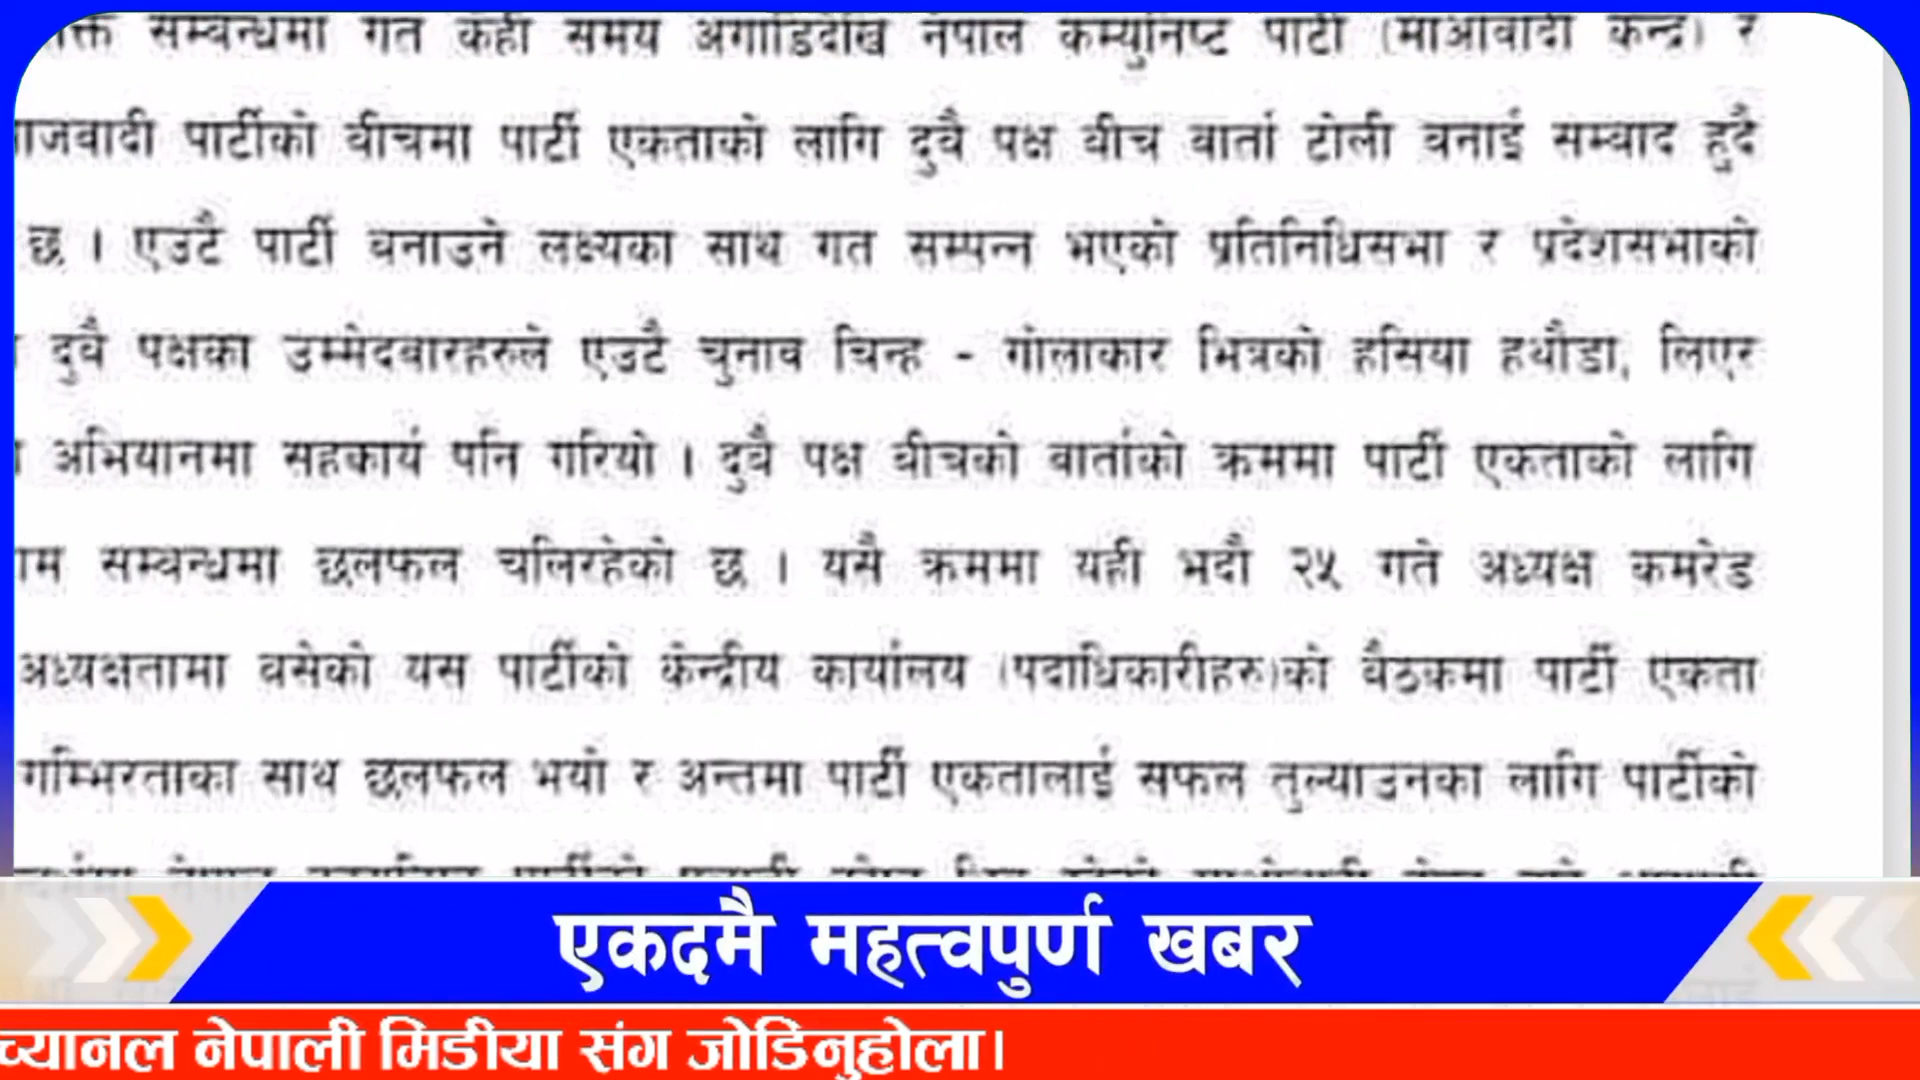 सम्बन्धमा गत केही समय अगाडिदेखि नेपाल कम्युनिष्ट पार्टी (माओवादी केन्द्र) र
पार्टीको बीचमा पार्टी एकताको लागि दुवै पक्ष बीच वार्ता टोली बनाई सम्वाद हुदै
छ । एउटै पार्टी बनाउने लक्ष्यका साथ गत सम्पन्न भएको प्रतिनिधिसभा र प्रदेशसभाको
दुवै पक्षका उम्मेदवारहरुले एउटै चुनाव चिन्ह - गोलाकार भित्रको हसिया हथौडा, लिएर
अभियानमा सहकार्य पनि गरियो । दुवै पक्ष बीचको वार्ताको क्रममा पार्टी एकताको लागि
सम्बन्धमा छलफल चलिरहेको छ । यसै क्रममा यही भदौ २५ गते अध्यक्ष कमरेड
अध्यक्षतामा बसेको यस पार्टीको केन्द्रीय कार्यालय (पदाधिकारीहरु)को बैठकमा पार्टी एकता
गम्भिरताका साथ छलफल भयो र अन्तमा पार्टी एकतालाई सफल तुल्याउनका लागि पार्टीको
एकदमै महत्वपुर्ण खबर
च्यानल नेपाली मिडीया संग जोडिनुहोला।